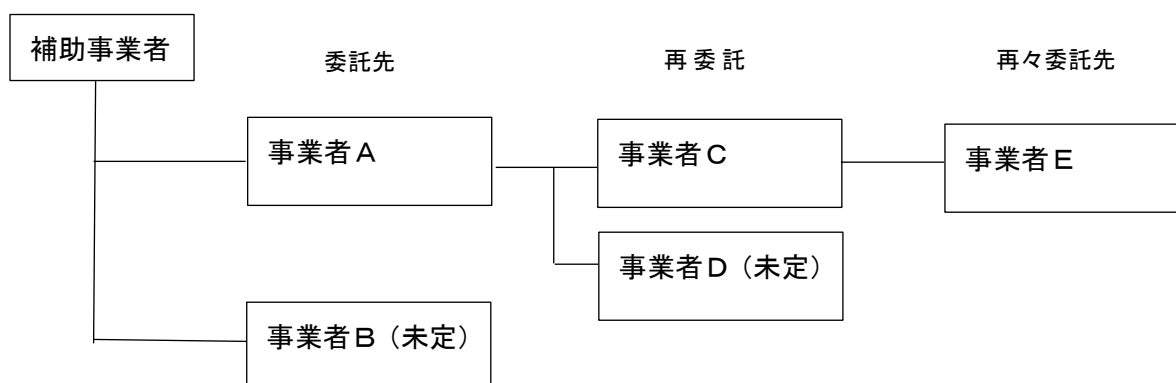 補助事業者
委託先
再委託
再々委託先
事業者A
事業者C
事業者E
事業者D(未定)
事業者B(未定)